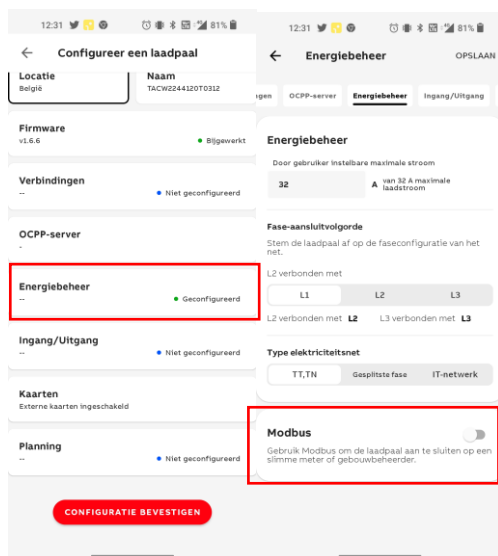 12:31
81%
Configureer een laadpaal
Locatie
België
Naam
TACW2244120T0312
Firmware
v1.6.6
Bijgewerkt
Verbindingen
--
Niet geconfigureerd
OCPP-server
-
Energiebeheer
--
Geconfigureerd
Ingang/Uitgang
--
Niet geconfigureerd
Kaarten
Externe kaarten ingeschakeld
Planning
--
Niet geconfigureerd
CONFIGURATIE BEVESTIGEN
12:31
81%
Energiebeheer
OPSLAAN
gen
OCPP-server
Energiebeheer
Ingang/Uitgang
Energiebeheer
Door gebruiker instelbare maximale stroom
32
A
van 32 A maximale
laadstroom
Fase-aansluitvolgorde
Stem de laadpaal af op de faseconfiguratie van het
net.
L2 verbonden met
L1
L2
L3
L2 verbonden met L2
L3 verbonden met L3
Type elektriciteitsnet
TT,TN
Gesplitste fase
IT-netwerk
Modbus
Gebruik Modbus om de laadpaal aan te sluiten op een
slimme meter of gebouwbeheerder.